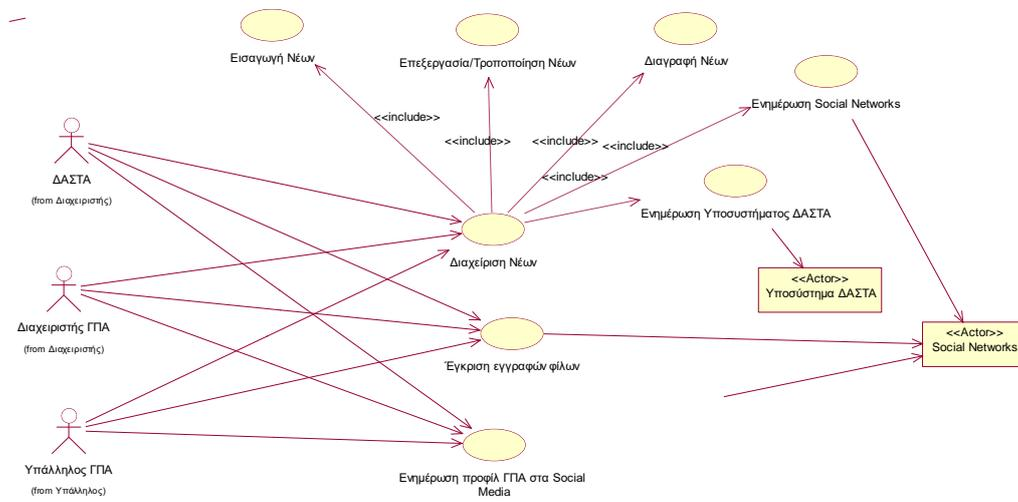 Εισαγωγή Νέων
Επεξεργασία/Τροποποίηση Νέων
Διαγραφή Νέων
Ενημέρωση Social Networks
<<include>>
<<include>>
<<include>>
<<include>>
<<include>>
ΔΑΣΤΑ
(from Διαχειριστής)
Ενημέρωση Υποσυστήματος ΔΑΣΤΑ
Διαχείριση Νέων
<<Actor>>
Υποσύστημα ΔΑΣΤΑ
Διαχειριστής ΓΠΑ
(from Διαχειριστής)
<<Actor>>
Social Networks
Έγκριση εγγραφών φίλων
Υπάλληλος ΓΠΑ
(from Υπάλληλος)
Ενημέρωση προφίλ ΓΠΑ στα Social
Media